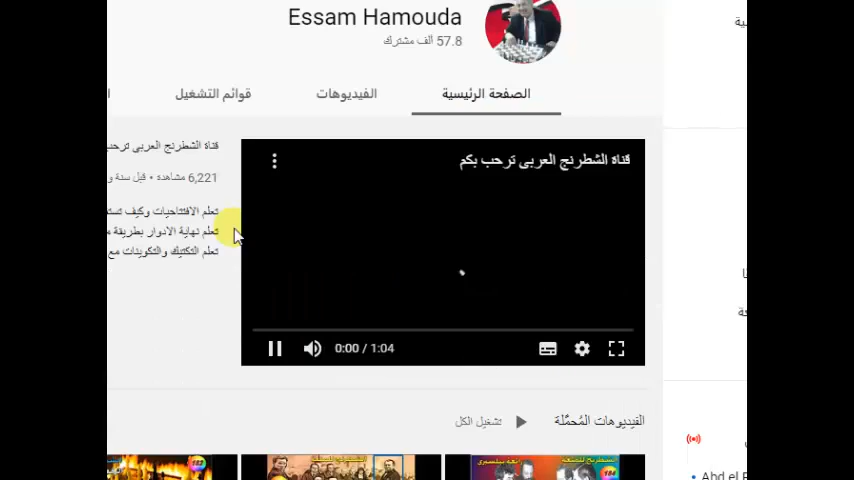 Essam Hamouda
57.8 ألف مشترك
الصفحة الرئيسية
الفيديوهات
قوائم التشغيل
قناة الشطرنج العربى ترحب بكم
قناة الشطرنج العربى ترحب
6,221 مشاهدة • قبل سنة و
تعلم الافتتاحيات وكيف تستـ
تعلم نهاية الادوار بطريقة مـ
تعلم التكتيك والتكوينات مع
0:00 / 1:04
الفيديوهات المُحمَّلة
تشغيل الكل
Abd el